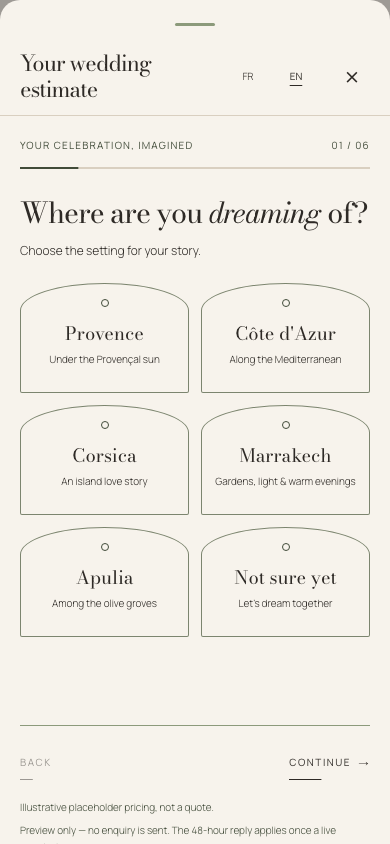 Your wedding
estimate
FR
EN
YOUR CELEBRATION, IMAGINED
01 / 06
Where are you dreaming of?
Choose the setting for your story.
Provence
Under the Provençal sun
Côte d'Azur
Along the Mediterranean
Corsica
An island love story
Marrakech
Gardens, light & warm evenings
Apulia
Among the olive groves
Not sure yet
Let's dream together
BACK
CONTINUE →
Illustrative placeholder pricing, not a quote.
Preview only — no enquiry is sent. The 48-hour reply applies once a live